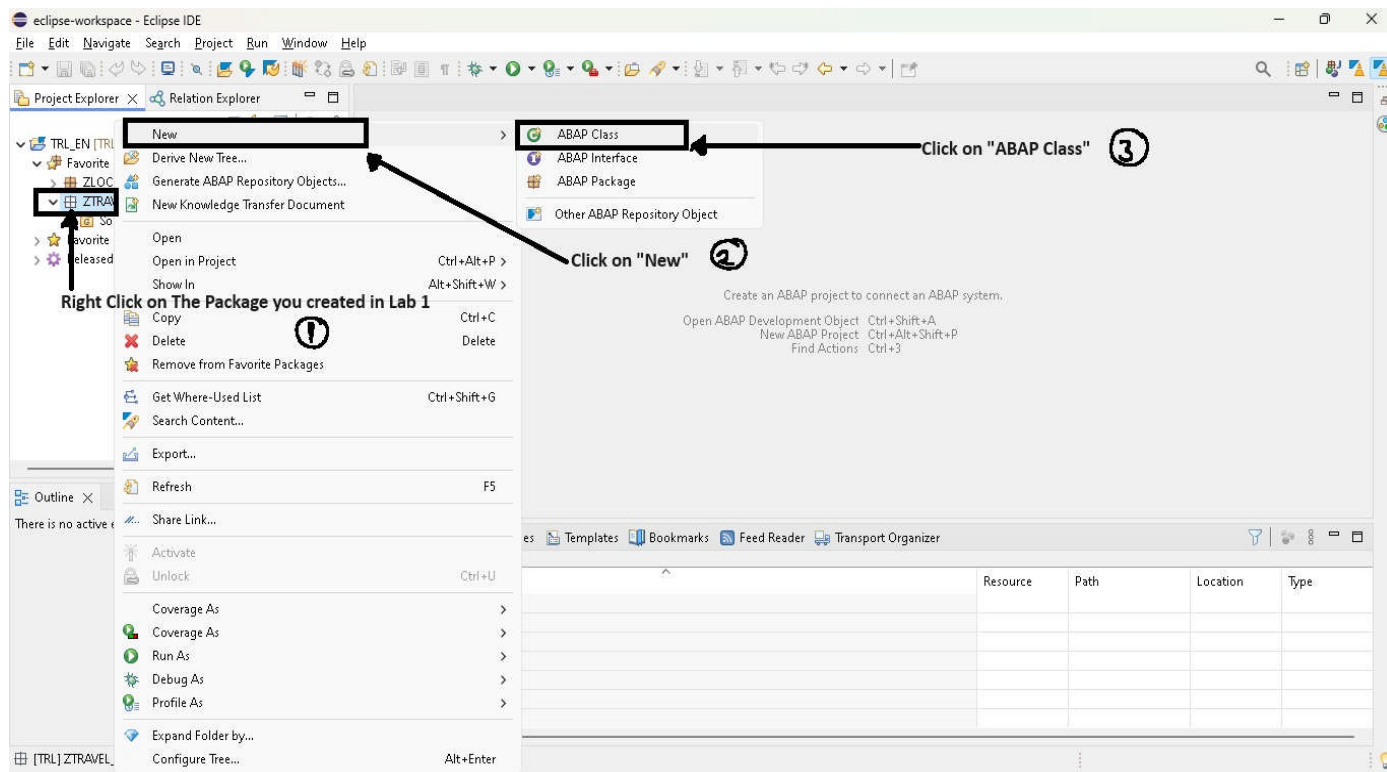 eclipse-workspace - Eclipse IDE
File Edit Navigate Search Project Run Window Help
Project Explorer Relation Explorer
TRL_EN [TRL
Favorite
ZLOC
ZTRAV
So
Favorite
Released
New
Derive New Tree...
Generate ABAP Repository Objects...
New Knowledge Transfer Document
Open
Open in Project Ctrl+Alt+P >
Show In Alt+Shift+W >
Copy Ctrl+C
Delete Delete
Remove from Favorite Packages
Get Where-Used List Ctrl+Shift+G
Search Content...
Export...
Refresh F5
Share Link...
Activate
Unlock Ctrl+U
Coverage As
Coverage As
Run As
Debug As
Profile As
Expand Folder by...
Configure Tree... Alt+Enter
ABAP Class
ABAP Interface
ABAP Package
Other ABAP Repository Object
Right Click on The Package you created in Lab 1
1
Click on "New" 2
Click on "ABAP Class" 3
Create an ABAP project to connect an ABAP system.
Open ABAP Development Object Ctrl+Shift+A
New ABAP Project Ctrl+Alt+Shift+P
Find Actions Ctrl+3
Outline
There is no active e
es Templates Bookmarks Feed Reader Transport Organizer
Resource Path Location Type
[TRL] ZTRAVEL_